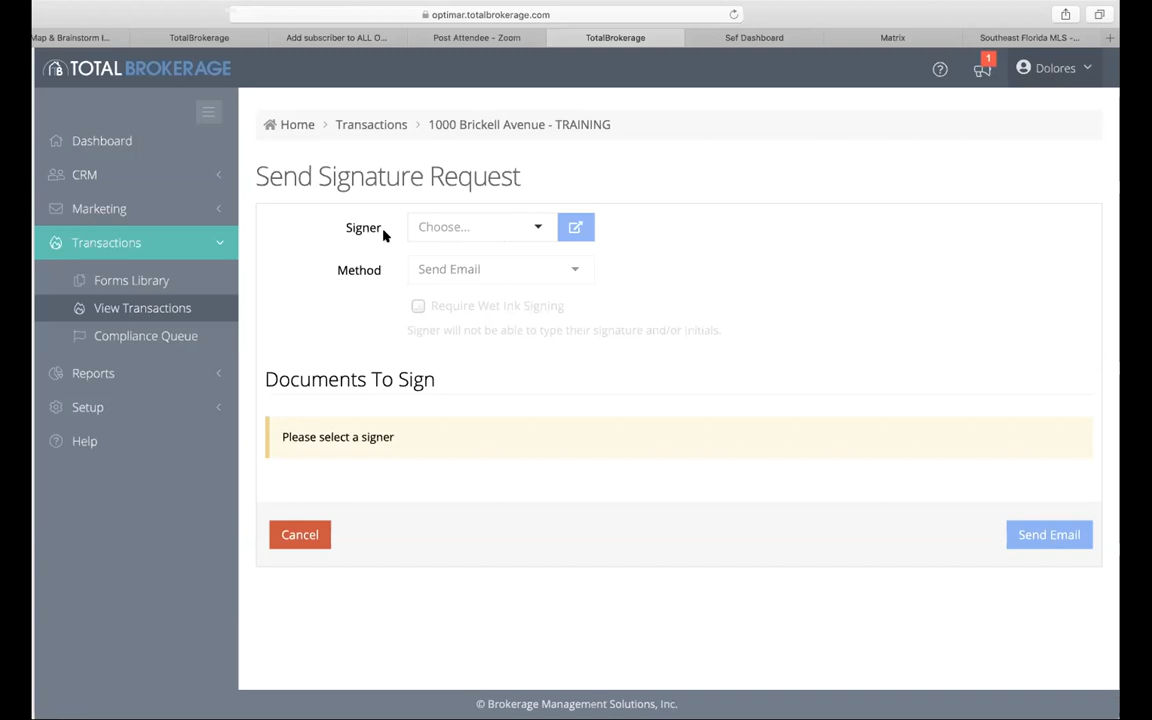 optimar.totalbrokerage.com
Map & Brainstorm I...
TotalBrokerage
Add subscriber to ALL O...
Post Attendee - Zoom
TotalBrokerage
Sef Dashboard
Matrix
Southeast Florida MLS -...
TOTAL BROKERAGE
1
Dolores
Dashboard
CRM
Marketing
Transactions
Forms Library
View Transactions
Compliance Queue
Reports
Setup
Help
Home > Transactions > 1000 Brickell Avenue - TRAINING
Send Signature Request
Signer
Choose...
Method
Send Email
Require Wet Ink Signing
Signer will not be able to type their signature and/or initials.
Documents To Sign
Please select a signer
Cancel
Send Email
© Brokerage Management Solutions, Inc.